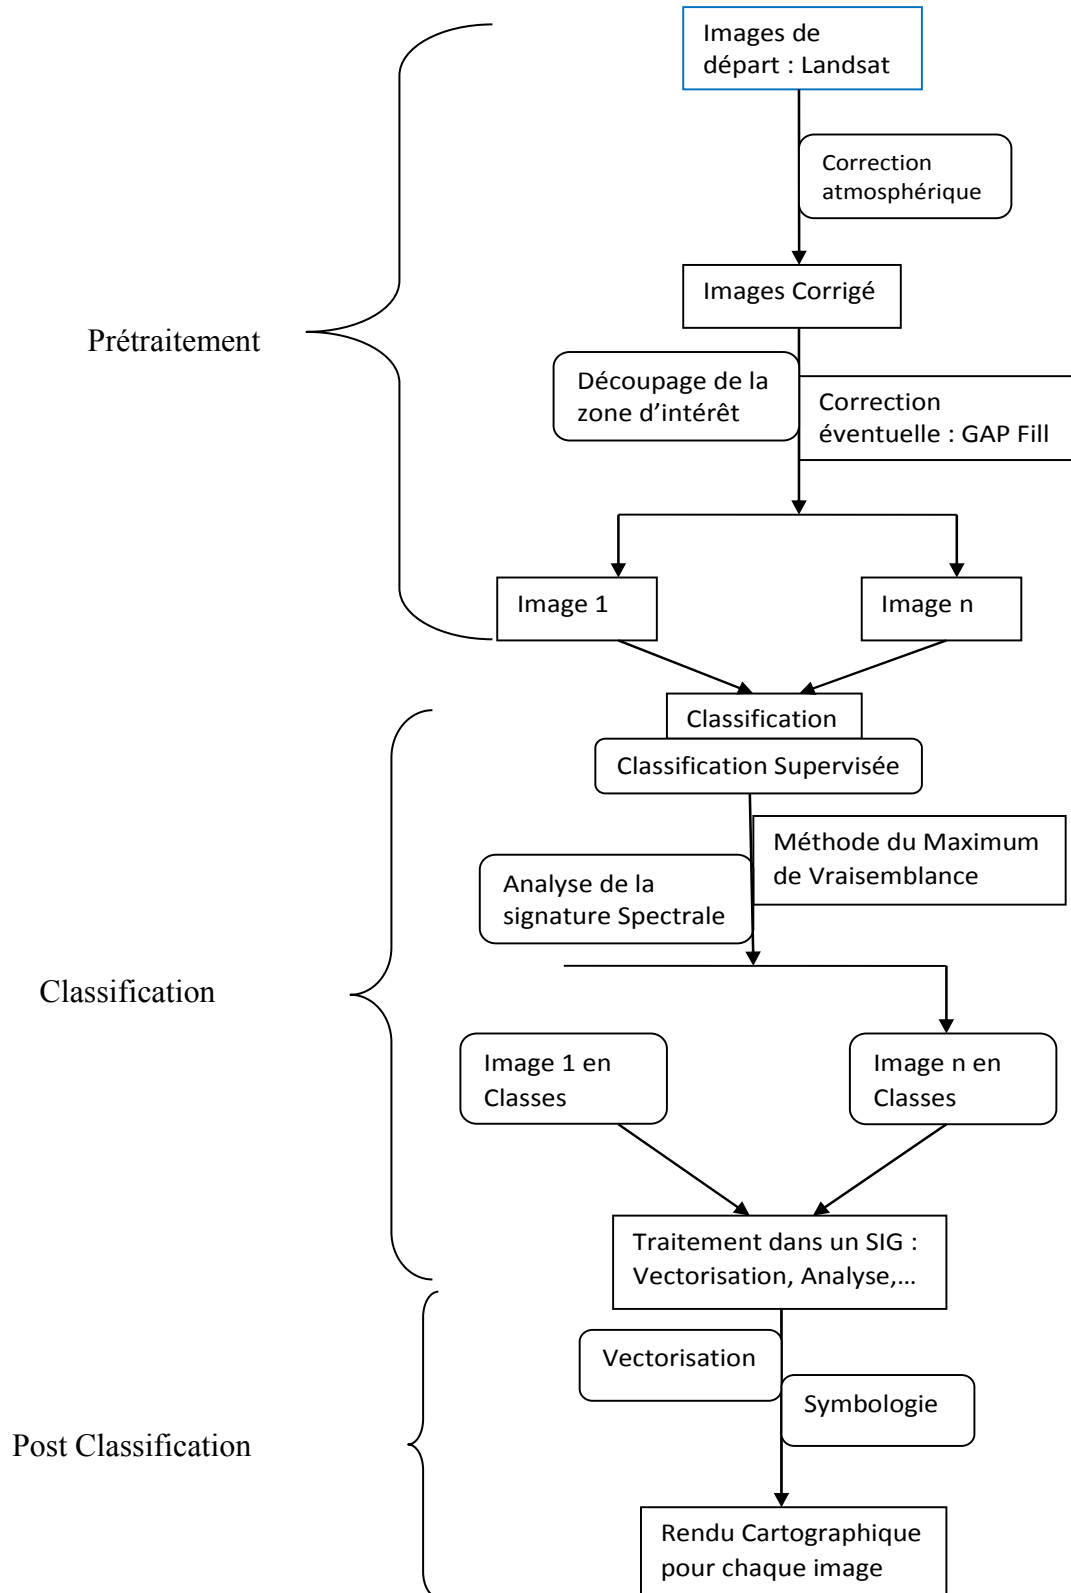 Images de
départ : Landsat
Correction
atmosphérique
Images Corrigé
Prétraitement
Découpage de la
zone d’intérêt
Correction
éventuelle : GAP Fill
Image 1
Image n
Classification
Classification Supervisée
Méthode du Maximum
de Vraisemblance
Analyse de la
signature Spectrale
Classification
Image 1 en
Classes
Image n en
Classes
Traitement dans un SIG :
Vectorisation, Analyse,...
Vectorisation
Symbologie
Post Classification
Rendu Cartographique
pour chaque image